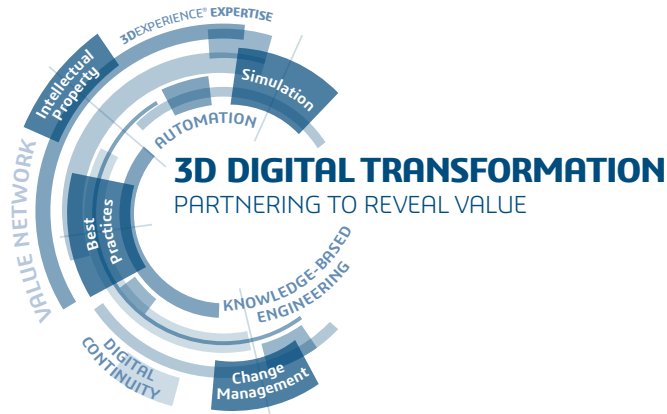 3DEXPERIENCE® EXPERTISE
Intellectual
Property
Simulation
AUTOMATION
VALUE NETWORK
3D DIGITAL TRANSFORMATION
PARTNERING TO REVEAL VALUE
Best
Practices
KNOWLEDGE-BASED
ENGINEERING
DIGITAL
CONTINUITY
Change
Management